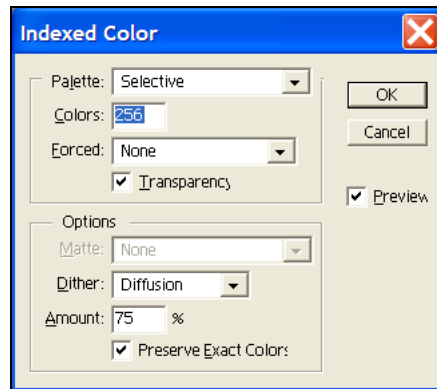 Indexed Color
Palette: Selective
OK
Colors: 256
Cancel
Forced: None
Transparency
Preview
Options
Matte: None
Dither: Diffusion
Amount: 75 %
Preserve Exact Colors